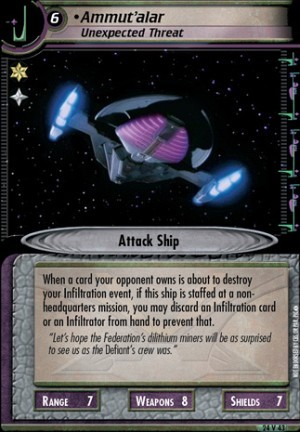 6
•Ammut'alar
Unexpected Threat
Attack Ship
When a card your opponent owns is about to destroy
your Infiltration event, if this ship is staffed at a non-
headquarters mission, you may discard an Infiltration card
or an Infiltrator from hand to prevent that.
"Let's hope the Federation's dilithium miners will be as surprised
to see us as the Defiant's crew was."
RANGE 7 WEAPONS 8 SHIELDS 7
24 V 43